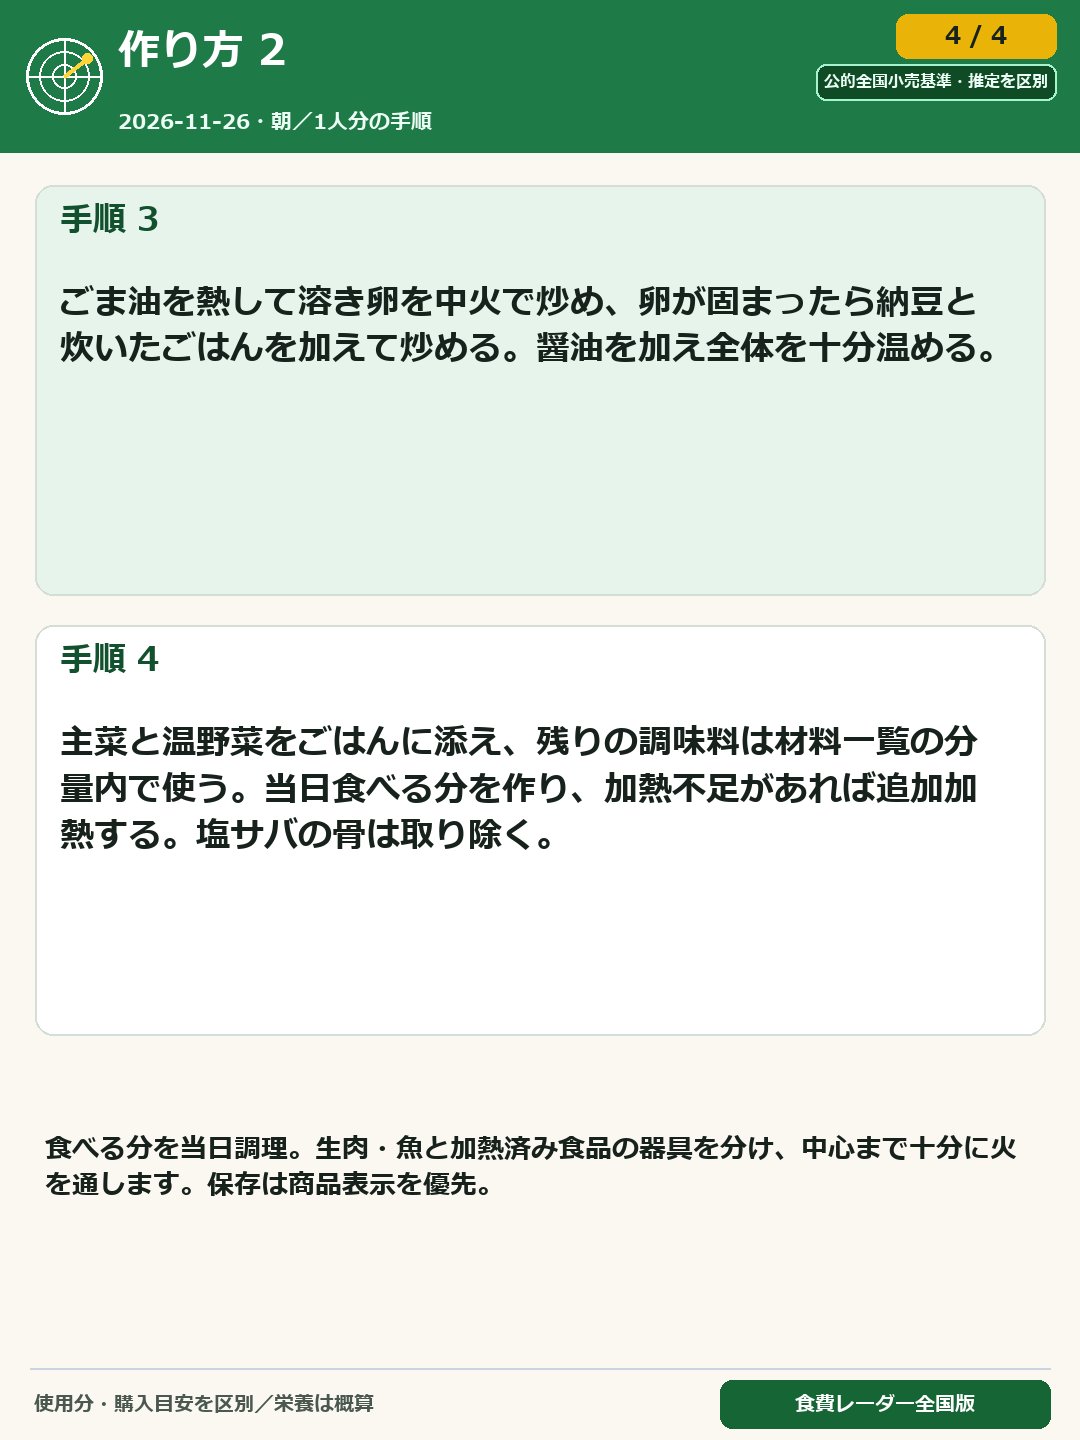 作り方 2
4 / 4
公的全国小売基準・推定を区別
2026-11-26・朝／1人分の手順
手順 3
ごま油を熱して溶き卵を中火で炒め、卵が固まったら納豆と
炊いたごはんを加えて炒める。醤油を加え全体を十分温める。
手順 4
主菜と温野菜をごはんに添え、残りの調味料は材料一覧の分
量内で使う。当日食べる分を作り、加熱不足があれば追加加
熱する。塩サバの骨は取り除く。
食べる分を当日調理。生肉・魚と加熱済み食品の器具を分け、中心まで十分に火
を通します。保存は商品表示を優先。
使用分・購入目安を区別／栄養は概算
食費レーダー全国版